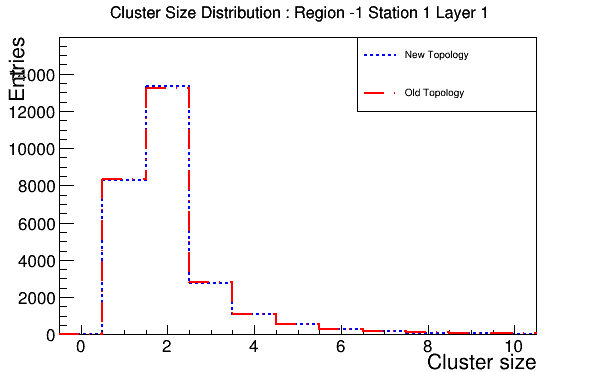 Cluster Size Distribution : Region -1 Station 1 Layer 1
Entries
New Topology
Old Topology
14000
12000
10000
8000
6000
4000
2000
0
0 2 4 6 8 10
Cluster size